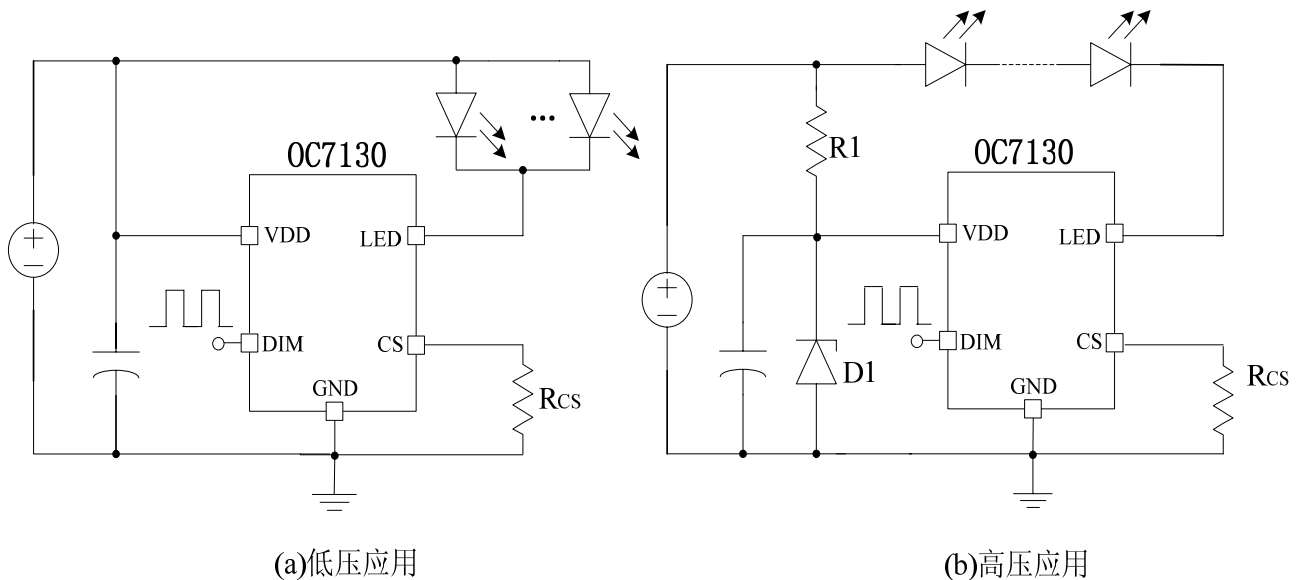 OC7130
VDD
LED
DIM
CS
GND
RCS
(a)低压应用
R1
OC7130
VDD
LED
DIM
CS
D1
GND
RCS
(b)高压应用